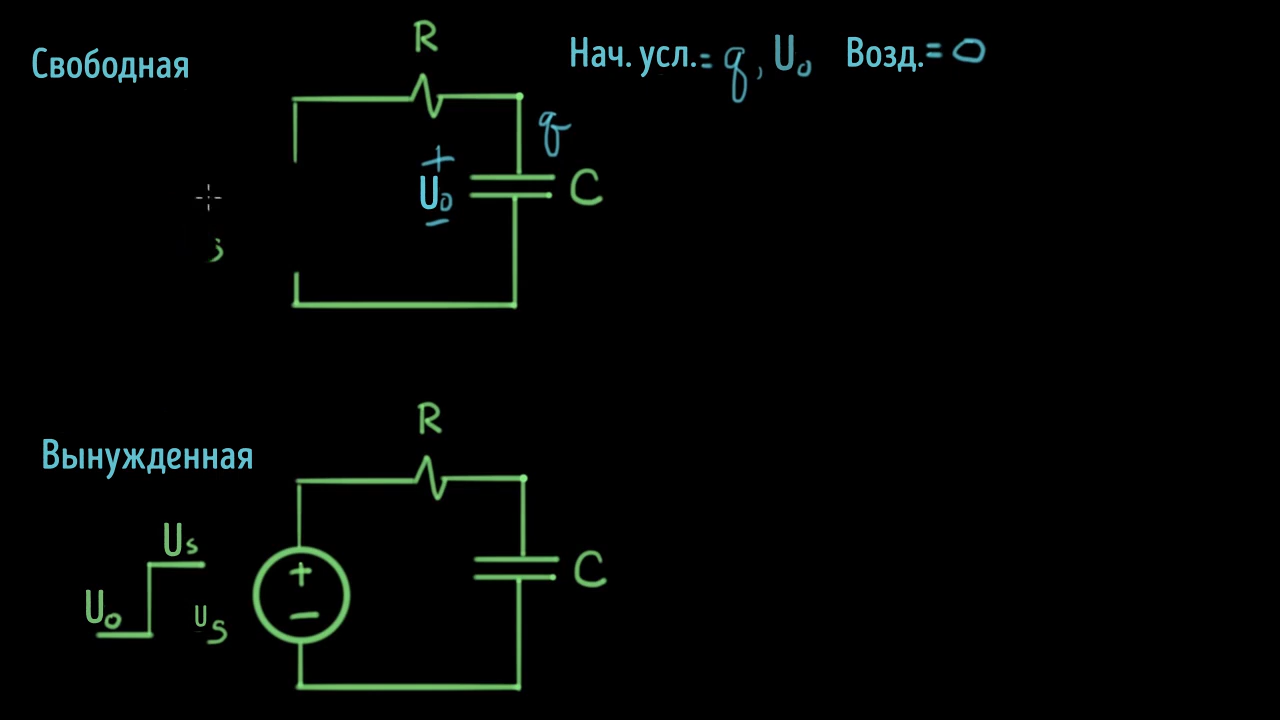 R
Свободная
Нач. усл. = q, U₀ Возд. = 0
q
+
U₀
−
C
R
Вынужденная
Uₛ
U₀
Uₛ
+
−
C